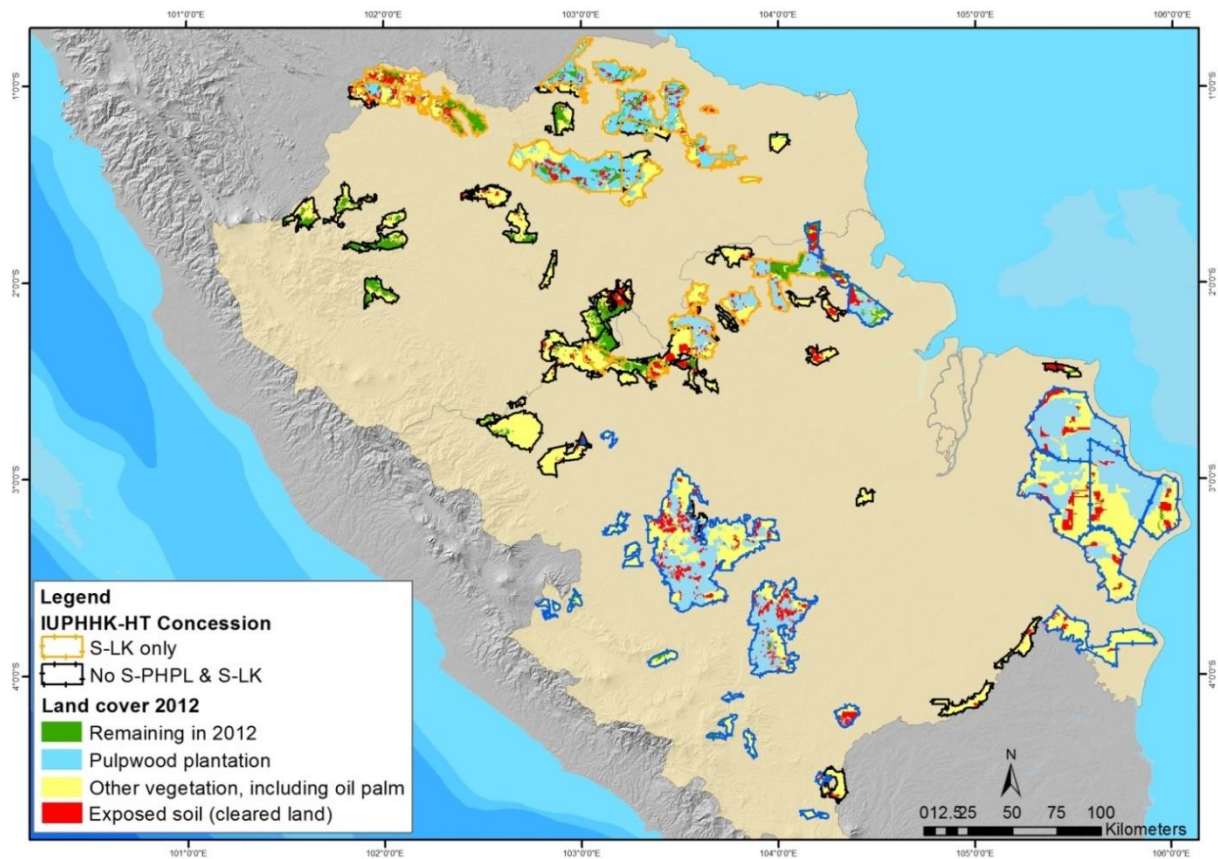 101°0'0"E 102°0'0"E 103°0'0"E 104°0'0"E 105°0'0"E 106°0'0"E
1°0'0"S 1°0'0"S
2°0'0"S 2°0'0"S
3°0'0"S 3°0'0"S
4°0'0"S 4°0'0"S
Legend
IUPHHK-HT Concession
S-LK only
No S-PHPL & S-LK
Land cover 2012
Remaining in 2012
Pulpwood plantation
Other vegetation, including oil palm
Exposed soil (cleared land)
N
012.525 50 75 100
Kilometers
101°0'0"E 102°0'0"E 103°0'0"E 104°0'0"E 105°0'0"E 106°0'0"E